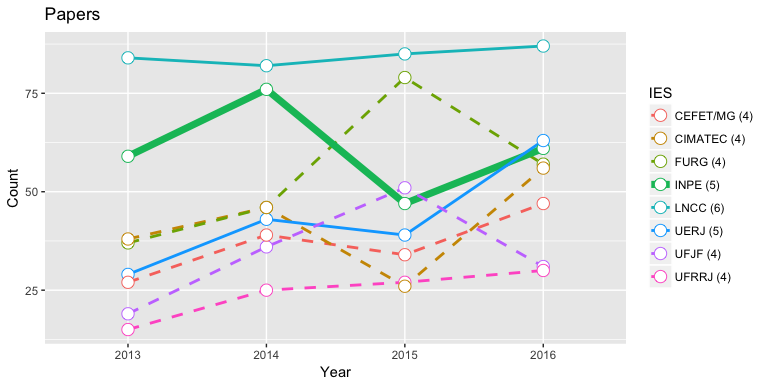 Papers
Count
75
50
25
2013 2014 2015 2016
Year
IES
CEFET/MG (4)
CIMATEC (4)
FURG (4)
INPE (5)
LNCC (6)
UERJ (5)
UFJF (4)
UFRRJ (4)